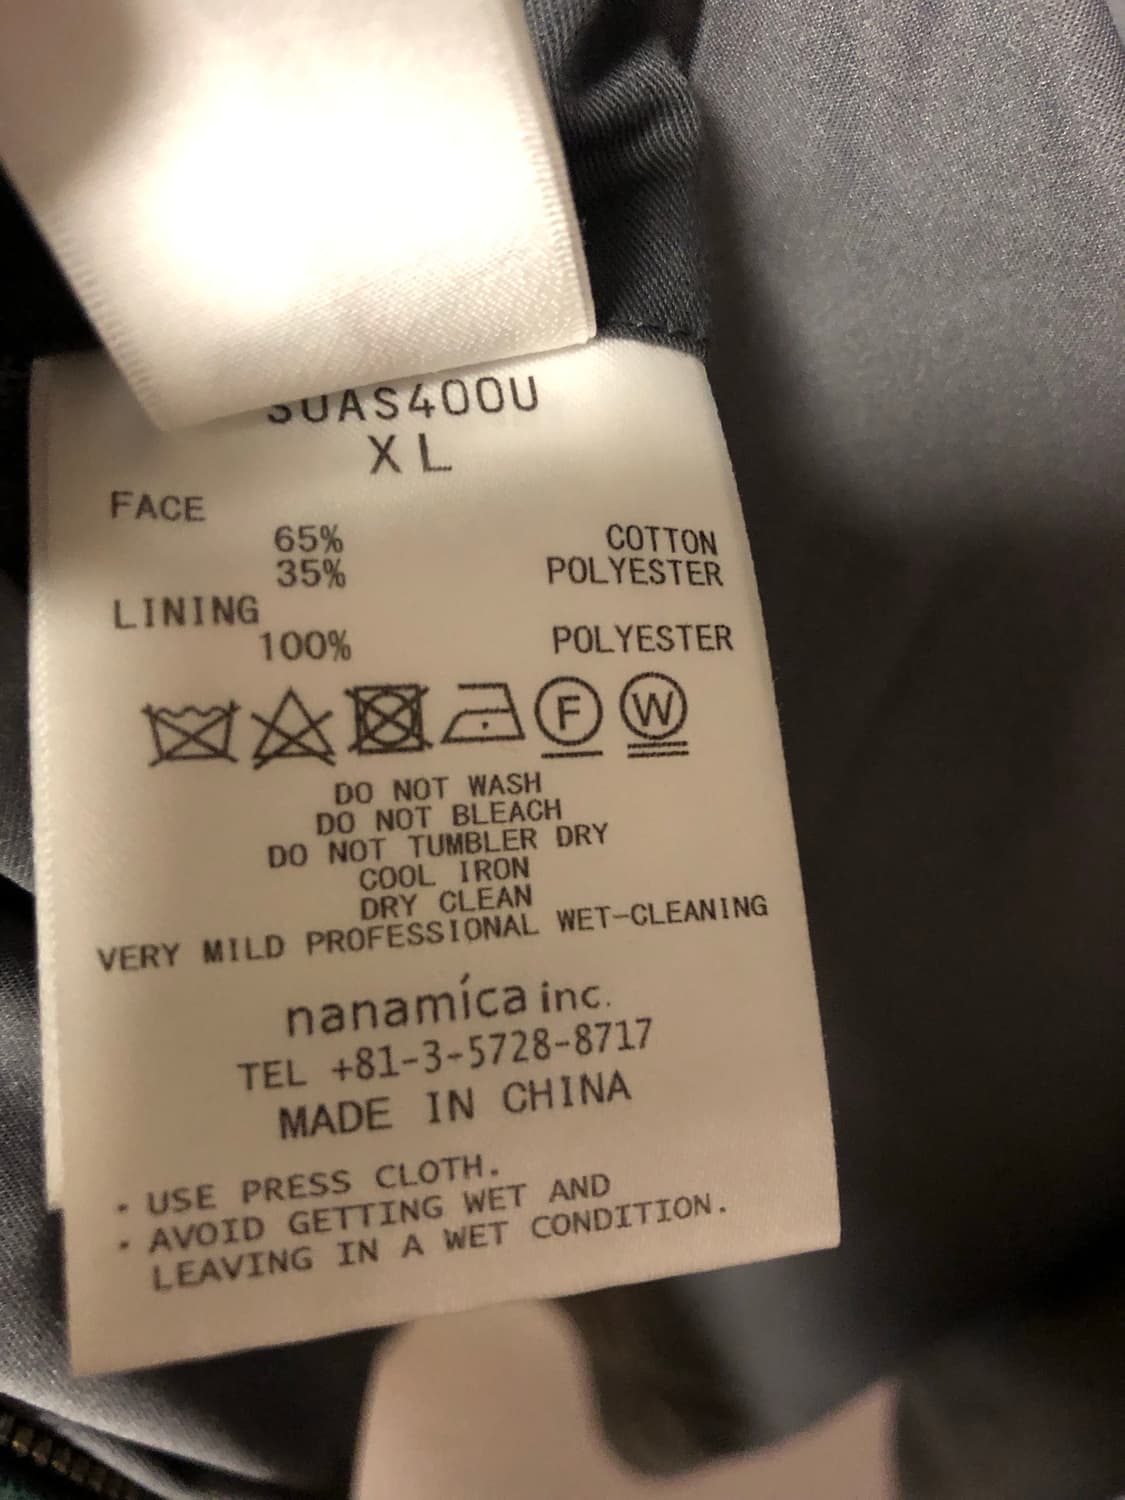 SUAS400U
XL
FACE
65% COTTON
35% POLYESTER
LINING
100% POLYESTER
F W
DO NOT WASH
DO NOT BLEACH
DO NOT TUMBLER DRY
COOL IRON
DRY CLEAN
VERY MILD PROFESSIONAL WET-CLEANING
nanamíca inc.
TEL +81-3-5728-8717
MADE IN CHINA
・USE PRESS CLOTH.
・AVOID GETTING WET AND
LEAVING IN A WET CONDITION.